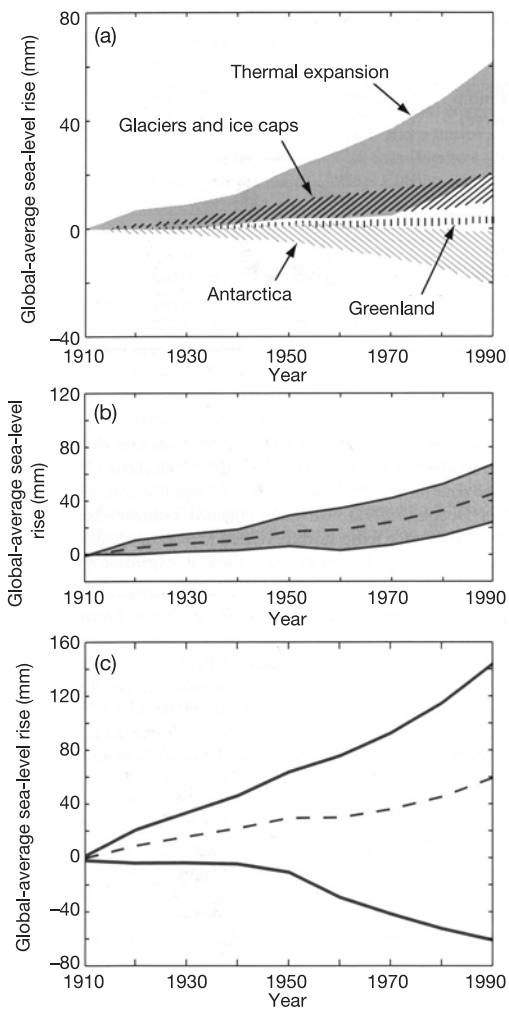 (a)
80
40
0
−40
Global-average sea-level rise (mm)
Thermal expansion
Glaciers and ice caps
Antarctica
Greenland
1910 1930 1950 1970 1990
Year
(b)
120
80
40
0
Global-average sea-level
rise (mm)
1910 1930 1950 1970 1990
Year
(c)
160
120
80
40
0
−40
−80
Global-average sea-level rise (mm)
1910 1930 1950 1970 1990
Year